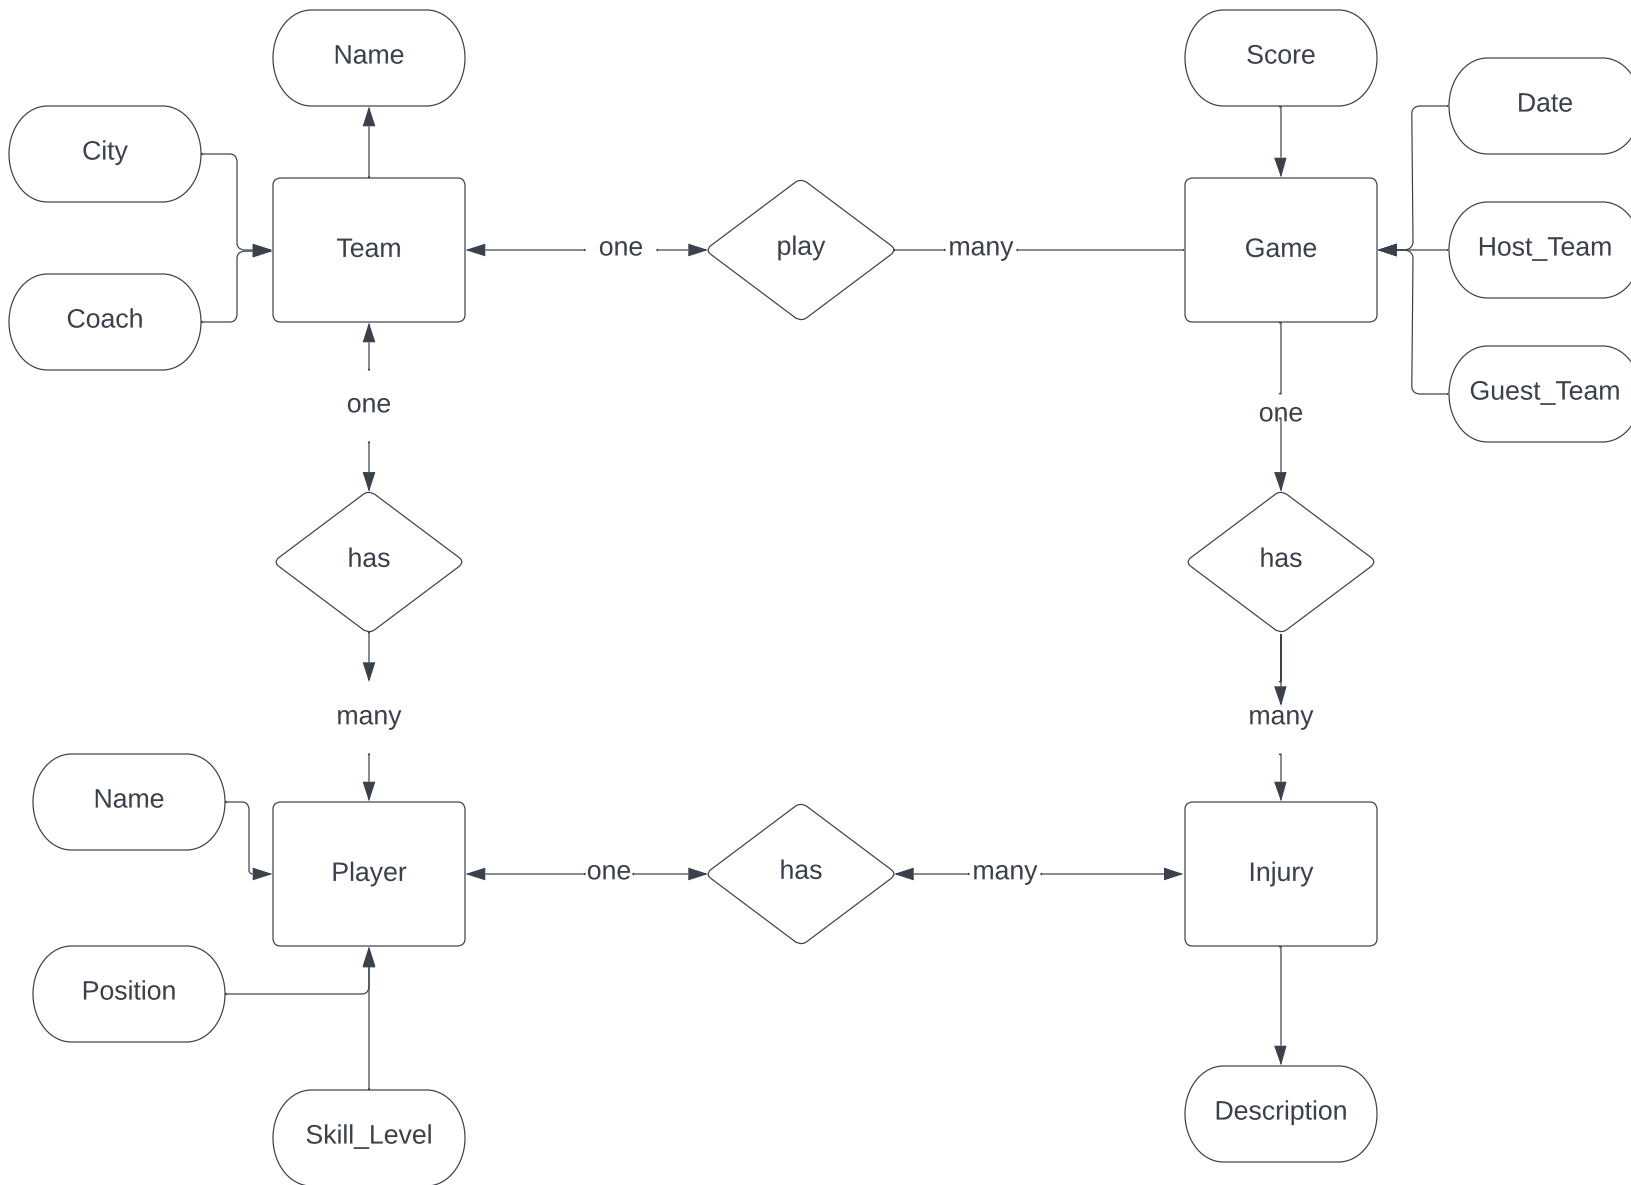 Name
Score
Date
City
Team
one
play
many
Game
Host_Team
Coach
Guest_Team
one
one
has
has
many
many
Name
Player
one
has
many
Injury
Position
Skill_Level
Description